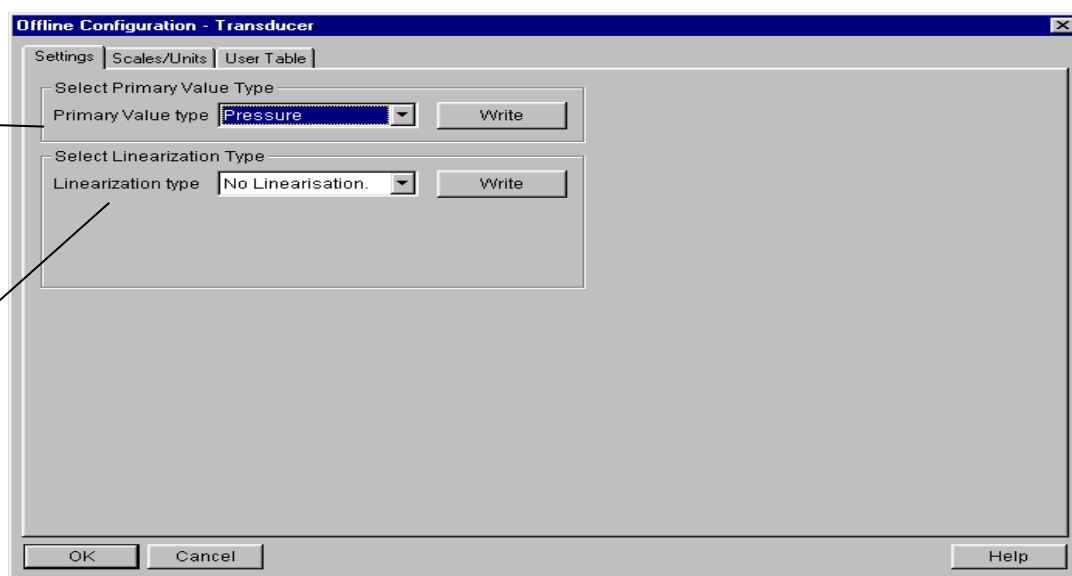 Offline Configuration - Transducer
Settings Scales/Units User Table
Select Primary Value Type
Primary Value type Pressure Write
Select Linearization Type
Linearization type No Linearisation. Write
OK Cancel Help